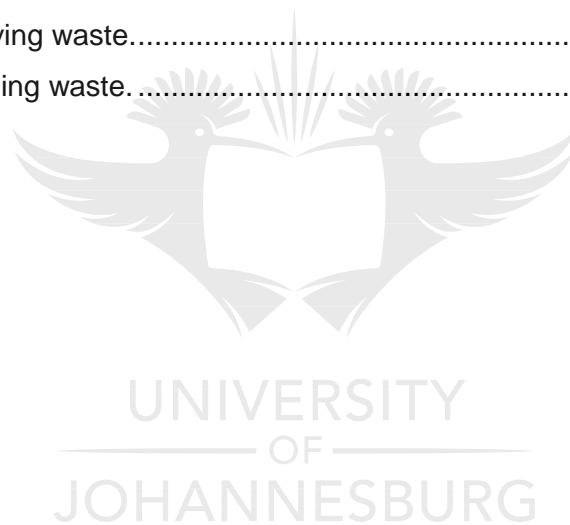 ving waste......................................................................
ing waste. ......................................................................
UNIVERSITY
OF
JOHANNESBURG